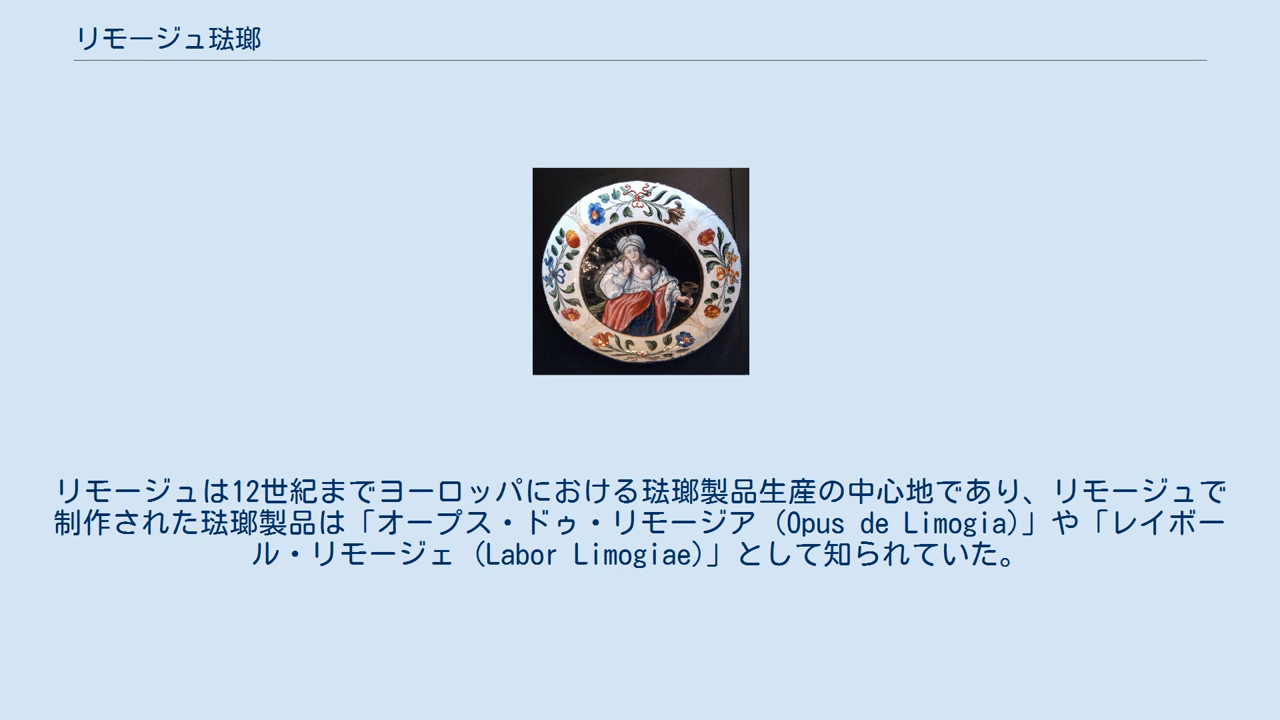 リモージュ琺瑯
リモージュは12世紀までヨーロッパにおける琺瑯製品生産の中心地であり、リモージュで
制作された琺瑯製品は「オープス・ドゥ・リモージア (Opus de Limogia)」や「レイボー
ル・リモージェ (Labor Limogiae)」として知られていた。